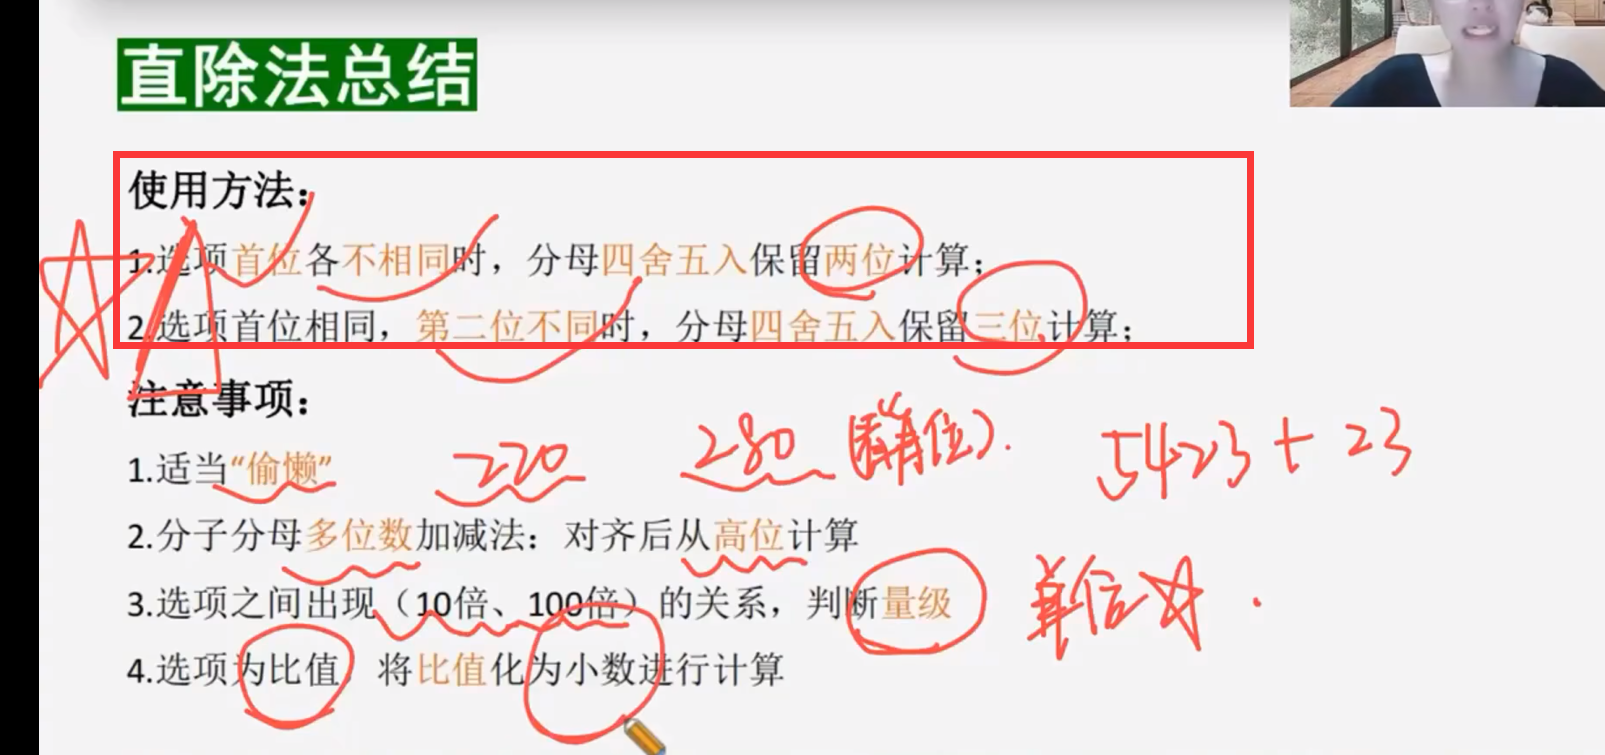 直除法总结
使用方法：
1.选项首位各不相同时，分母四舍五入保留两位计算；
2.选项首位相同，第二位不同时，分母四舍五入保留三位计算；
注意事项：
1.适当“偷懒” 220 280 5423+23
2.分子分母多位数加减法：对齐后从高位计算
3.选项之间出现（10倍、100倍）的关系，判断量级
4.选项为比值，将比值化为小数进行计算